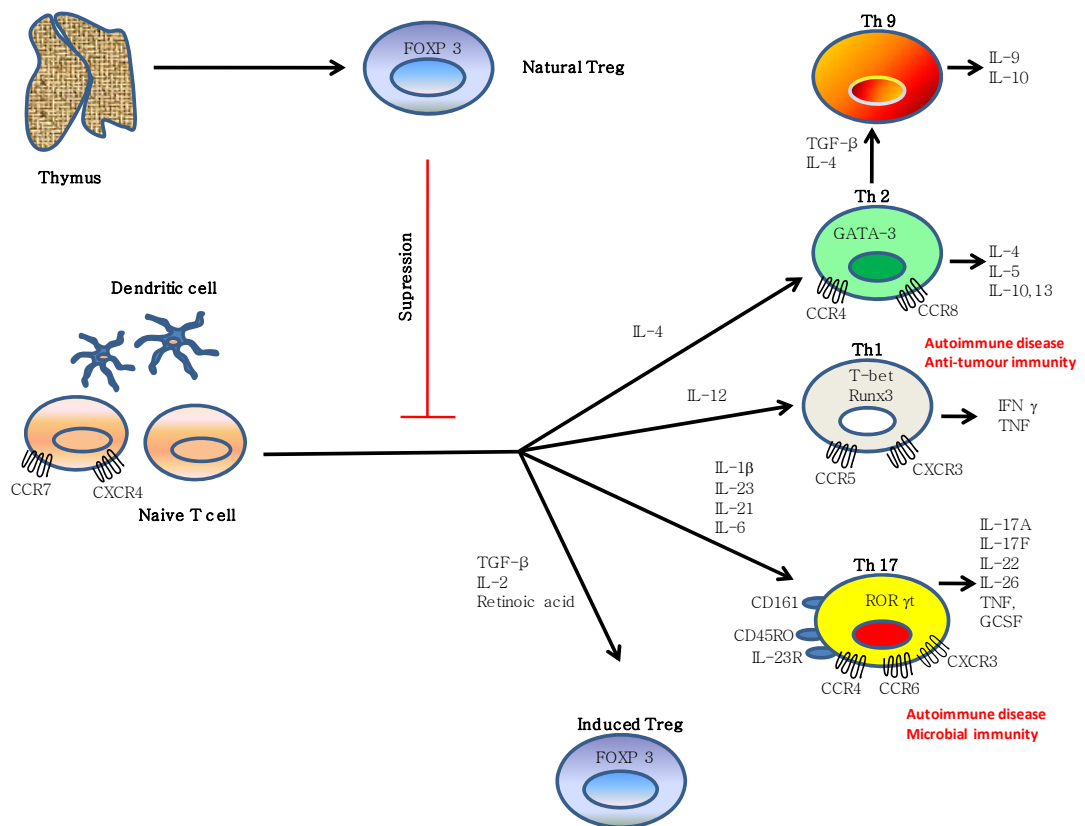 Th 9
FOXP 3
Natural Treg
IL-9
IL-10
Thymus
TGF-β
IL-4
Th 2
GATA-3
IL-4
IL-5
IL-10,13
CCR4
CCR8
Supression
Dendritic cell
IL-4
Autoimmune disease
Anti-tumour immunity
Th1
T-bet
Runx3
IL-12
IFN γ
TNF
CCR5
CXCR3
CCR7
CXCR4
Naive T cell
IL-1β
IL-23
IL-21
IL-6
TGF-β
IL-2
Retinoic acid
Th 17
ROR γt
CD161
CD45RO
IL-23R
CCR4
CCR6
CXCR3
IL-17A
IL-17F
IL-22
IL-26
TNF,
GCSF
Autoimmune disease
Microbial immunity
Induced Treg
FOXP 3